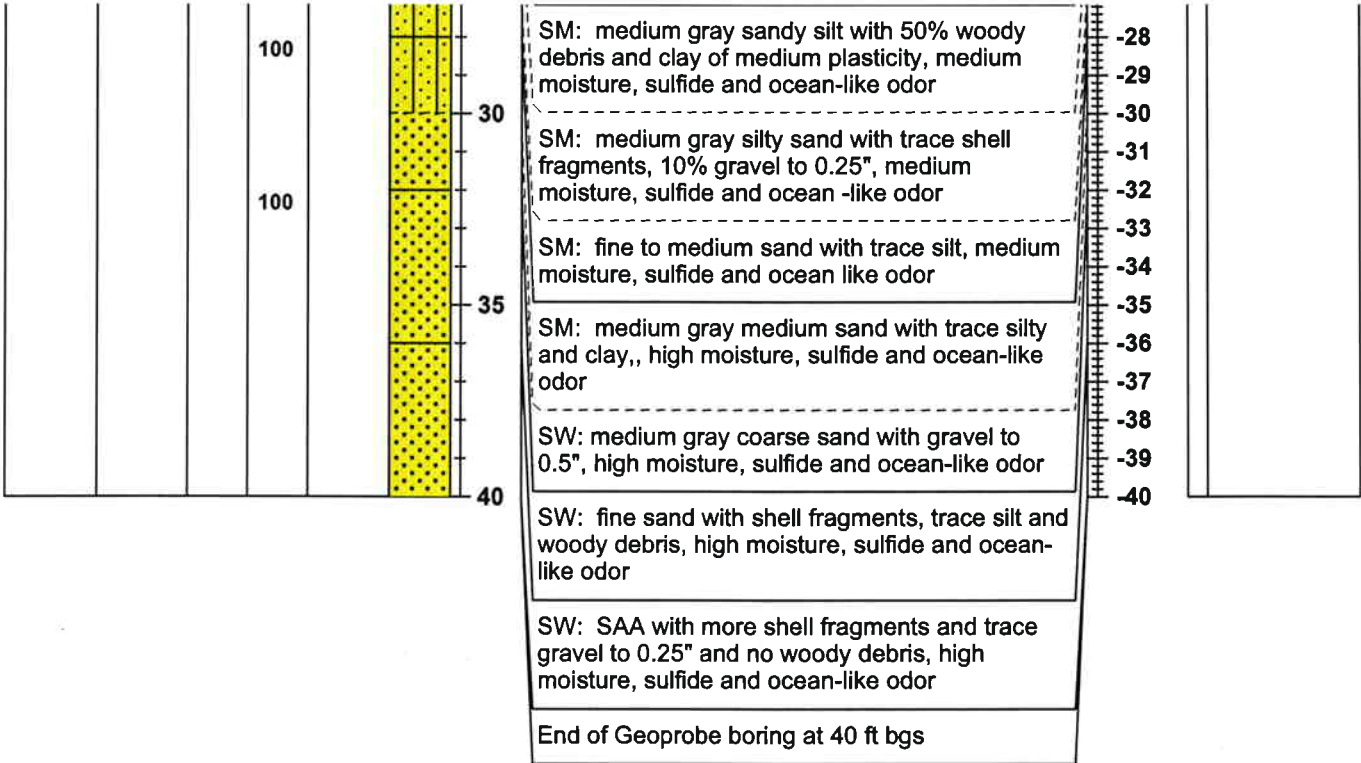 100
100
30
35
40
SM: medium gray sandy silt with 50% woody
debris and clay of medium plasticity, medium
moisture, sulfide and ocean-like odor
SM: medium gray silty sand with trace shell
fragments, 10% gravel to 0.25", medium
moisture, sulfide and ocean -like odor
SM: fine to medium sand with trace silt, medium
moisture, sulfide and ocean like odor
SM: medium gray medium sand with trace silty
and clay,, high moisture, sulfide and ocean-like
odor
SW: medium gray coarse sand with gravel to
0.5", high moisture, sulfide and ocean-like odor
SW: fine sand with shell fragments, trace silt and
woody debris, high moisture, sulfide and ocean-
like odor
SW: SAA with more shell fragments and trace
gravel to 0.25" and no woody debris, high
moisture, sulfide and ocean-like odor
End of Geoprobe boring at 40 ft bgs
-28
-29
-30
-31
-32
-33
-34
-35
-36
-37
-38
-39
-40